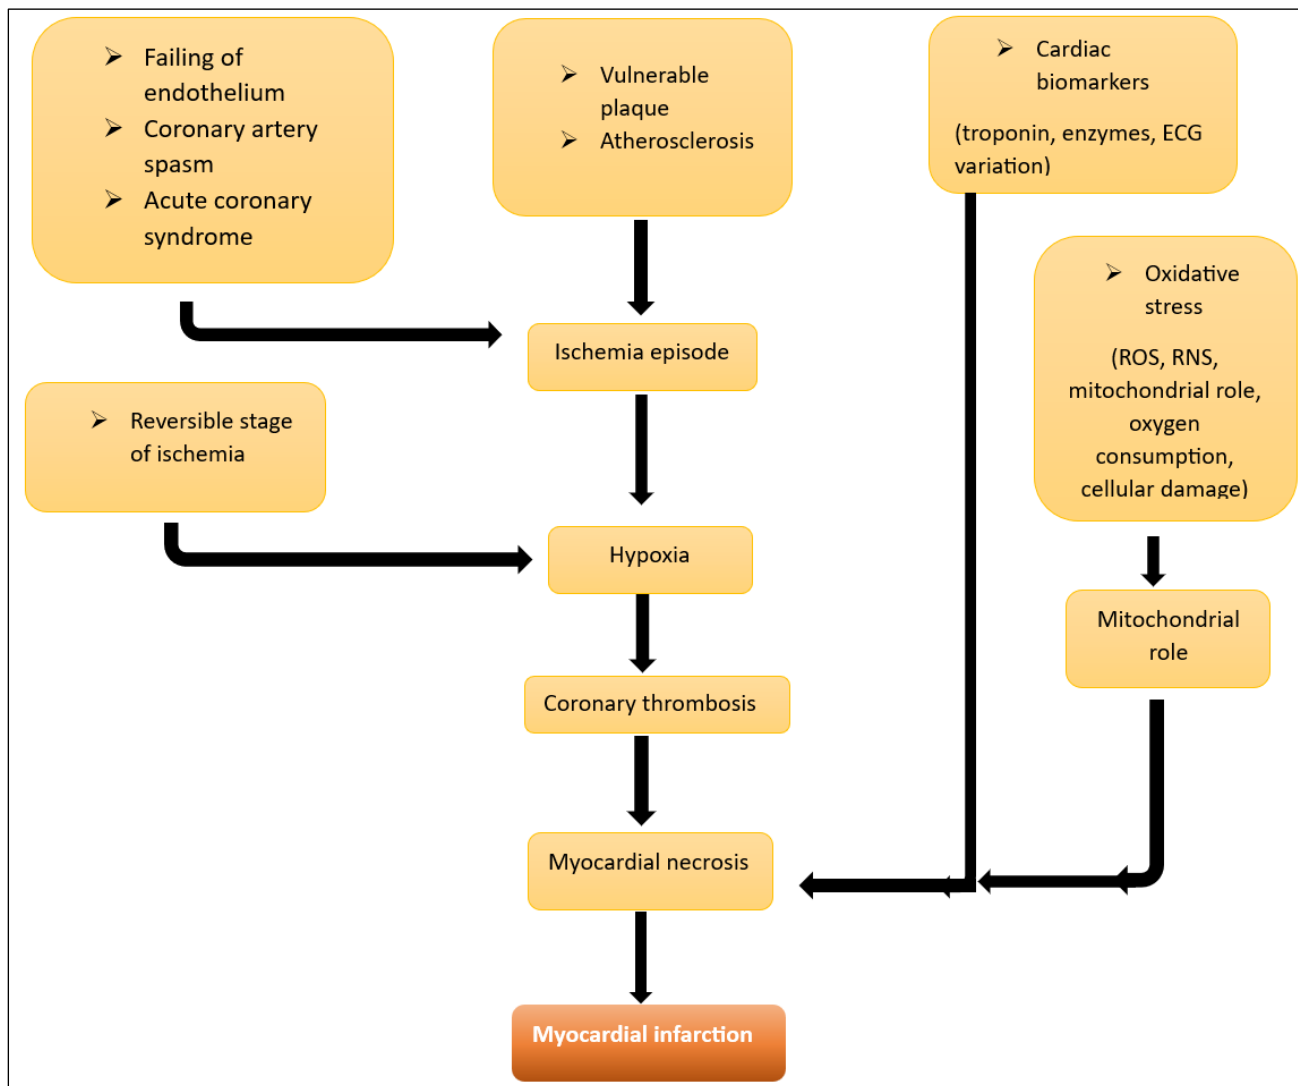 ➢ Failing of
endothelium
➢ Coronary artery
spasm
➢ Acute coronary
syndrome
➢ Vulnerable
plaque
➢ Atherosclerosis
➢ Cardiac
biomarkers
(troponin, enzymes, ECG
variation)
➢ Oxidative
stress
(ROS, RNS,
mitochondrial role,
oxygen
consumption,
cellular damage)
Ischemia episode
➢ Reversible stage
of ischemia
Hypoxia
Mitochondrial
role
Coronary thrombosis
Myocardial necrosis
Myocardial infarction